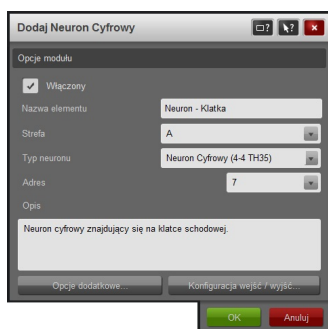 Dodaj Neuron Cyfrowy
Opcje modułu
Włączony
Nazwa elementu Neuron - Klatka
Strefa A
Typ neuronu Neuron Cyfrowy (4-4 TH35)
Adres 7
Opis
Neuron cyfrowy znajdujący się na klatce schodowej.
Opcje dodatkowe... Konfiguracja wejść / wyjść...
OK Anuluj